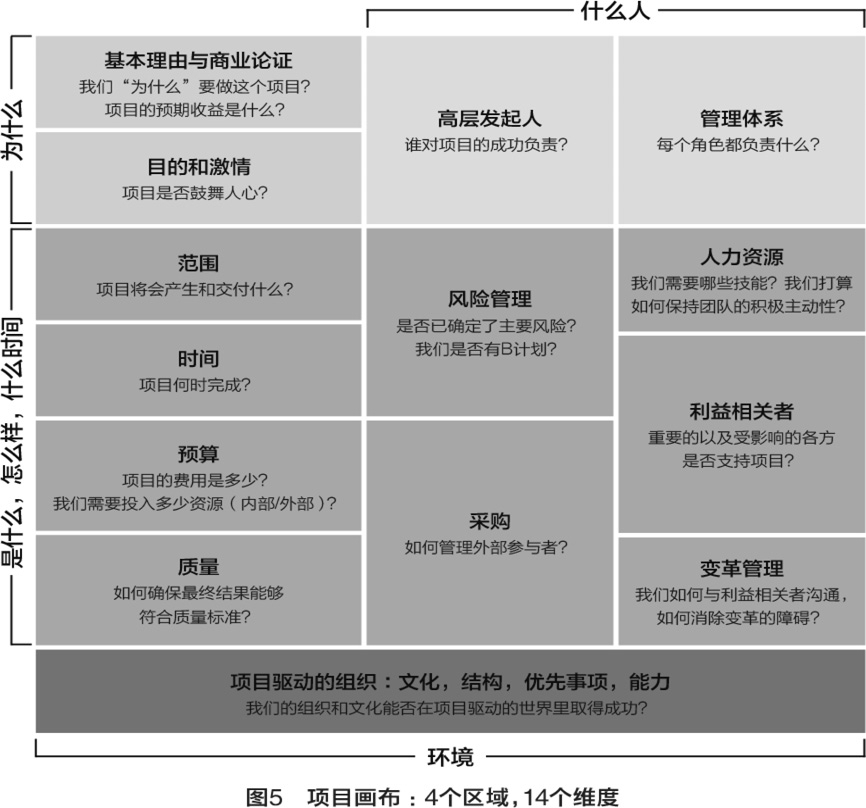 什么人
为什么
基本理由与商业论证
我们“为什么”要做这个项目？
项目的预期收益是什么？
目的和激情
项目是否鼓舞人心？
高层发起人
谁对项目的成功负责？
管理体系
每个角色都负责什么？
是什么，怎么样，什么时间
范围
项目将会产生和交付什么？
时间
项目何时完成？
预算
项目的费用是多少？
我们需要投入多少资源（内部/外部）？
质量
如何确保最终结果能够
符合质量标准？
风险管理
是否已确定了主要风险？
我们是否有B计划？
采购
如何管理外部参与者？
人力资源
我们需要哪些技能？我们打算
如何保持团队的积极主动性？
利益相关者
重要的以及受影响的各方
是否支持项目？
变革管理
我们如何与利益相关者沟通，
如何消除变革的障碍？
项目驱动的组织：文化，结构，优先事项，能力
我们的组织和文化能否在项目驱动的世界里取得成功？
环境
图5 项目画布：4个区域，14个维度